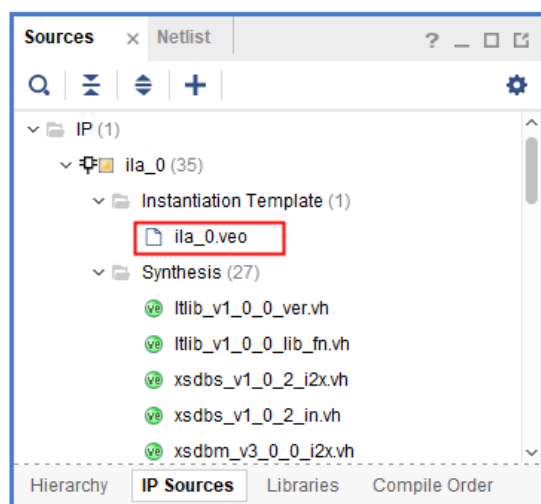 Sources × Netlist ? _
IP (1)
ila_0 (35)
Instantiation Template (1)
ila_0.veo
Synthesis (27)
ltlib_v1_0_0_ver.vh
ltlib_v1_0_0_lib_fn.vh
xsdbs_v1_0_2_i2x.vh
xsdbs_v1_0_2_in.vh
xsdbm_v3_0_0_i2x.vh
Hierarchy IP Sources Libraries Compile Order